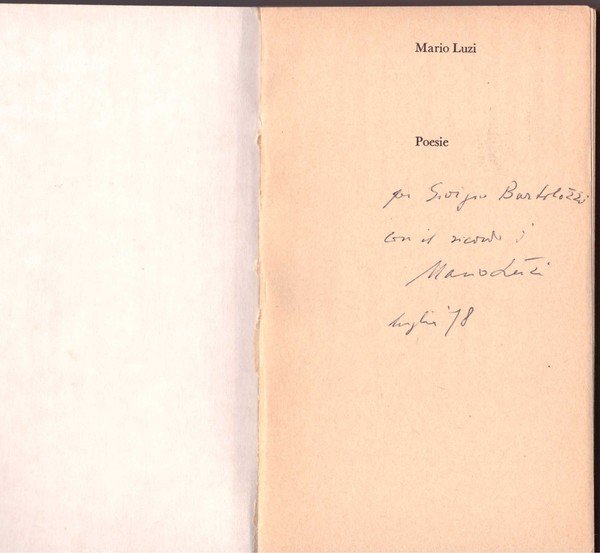 Mario Luzi
Poesie
per Giorgio Bartolozzi
con il ricordo di
Mario Luzi
luglio '78